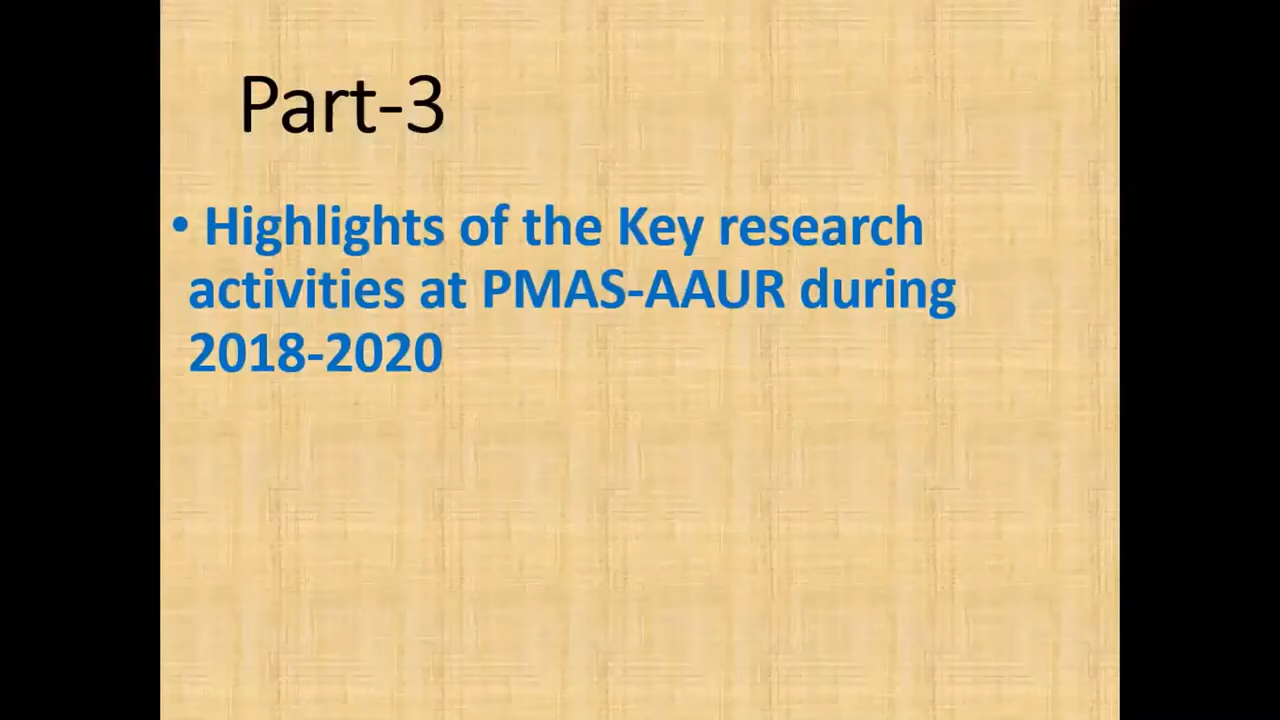 Part-3
• Highlights of the Key research
activities at PMAS-AAUR during
2018-2020